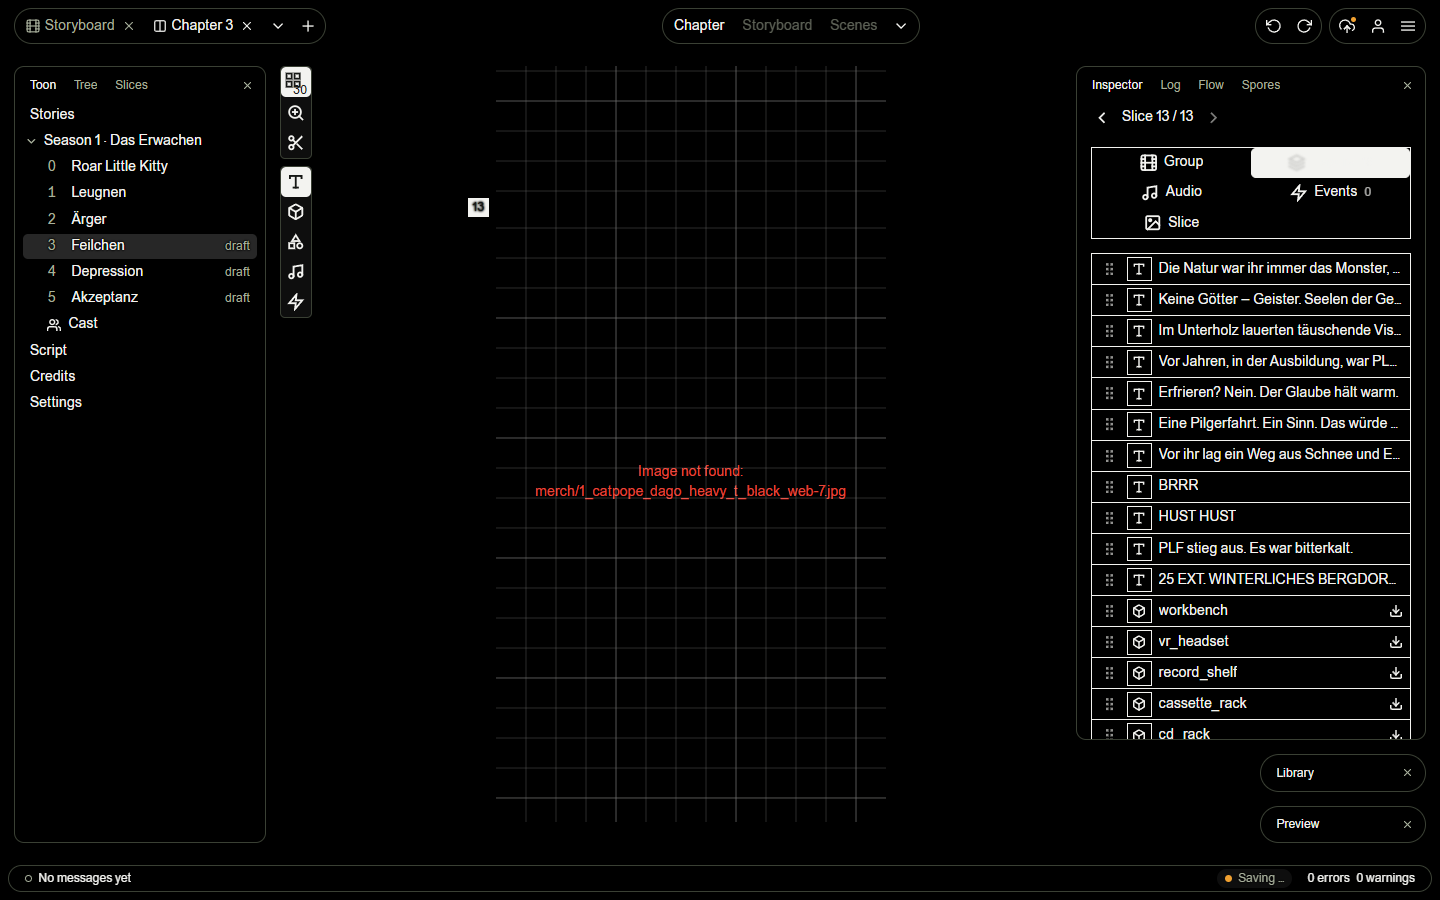 Storyboard
Chapter 3
Chapter
Storyboard
Scenes
Toon
Tree
Slices
Stories
Season 1 · Das Erwachen
0 Roar Little Kitty
1 Leugnen
2 Ärger
3 Feilchen draft
4 Depression draft
5 Akzeptanz draft
Cast
Script
Credits
Settings
30
13
Image not found:
merch/1_catpope_dago_heavy_t_black_web-7.jpg
Inspector
Log
Flow
Spores
Slice 13 / 13
Group
Audio
Events 0
Slice
Die Natur war ihr immer das Monster, ...
Keine Götter – Geister. Seelen der Ge...
Im Unterholz lauerten täuschende Vis...
Vor Jahren, in der Ausbildung, war PL...
Erfrieren? Nein. Der Glaube hält warm.
Eine Pilgerfahrt. Ein Sinn. Das würde ...
Vor ihr lag ein Weg aus Schnee und E...
BRRR
HUST HUST
PLF stieg aus. Es war bitterkalt.
25 EXT. WINTERLICHES BERGDOR...
workbench
vr_headset
record_shelf
cassette_rack
cd_rack
Library
Preview
No messages yet
Saving ...
0 errors 0 warnings